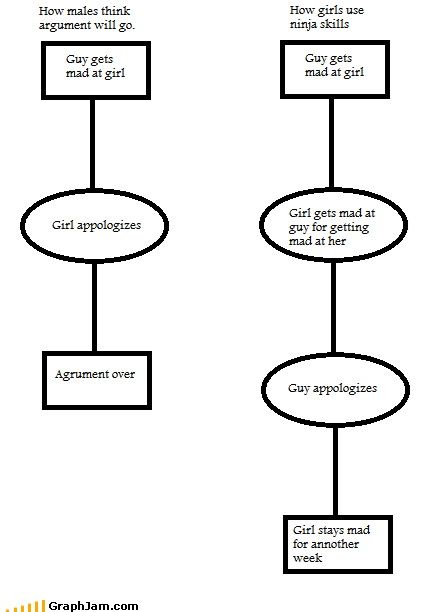 How males think
argument will go.
Guy gets
mad at girl
Girl appologizes
Agrument over
How girls use
ninja skills
Guy gets
mad at girl
Girl gets mad at
guy for getting
mad at her
Guy appologizes
Girl stays mad
for annother
week
GraphJam.com